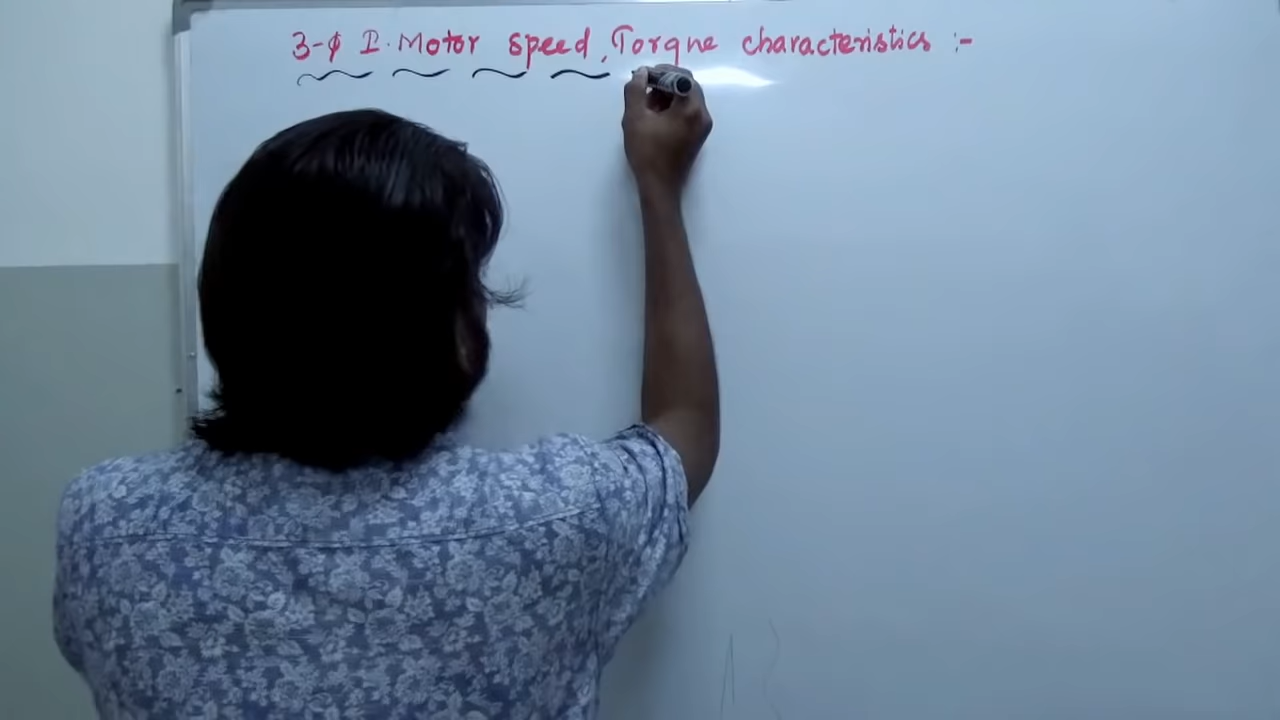 3-φ I. Motor speed, Torque characteristics :-